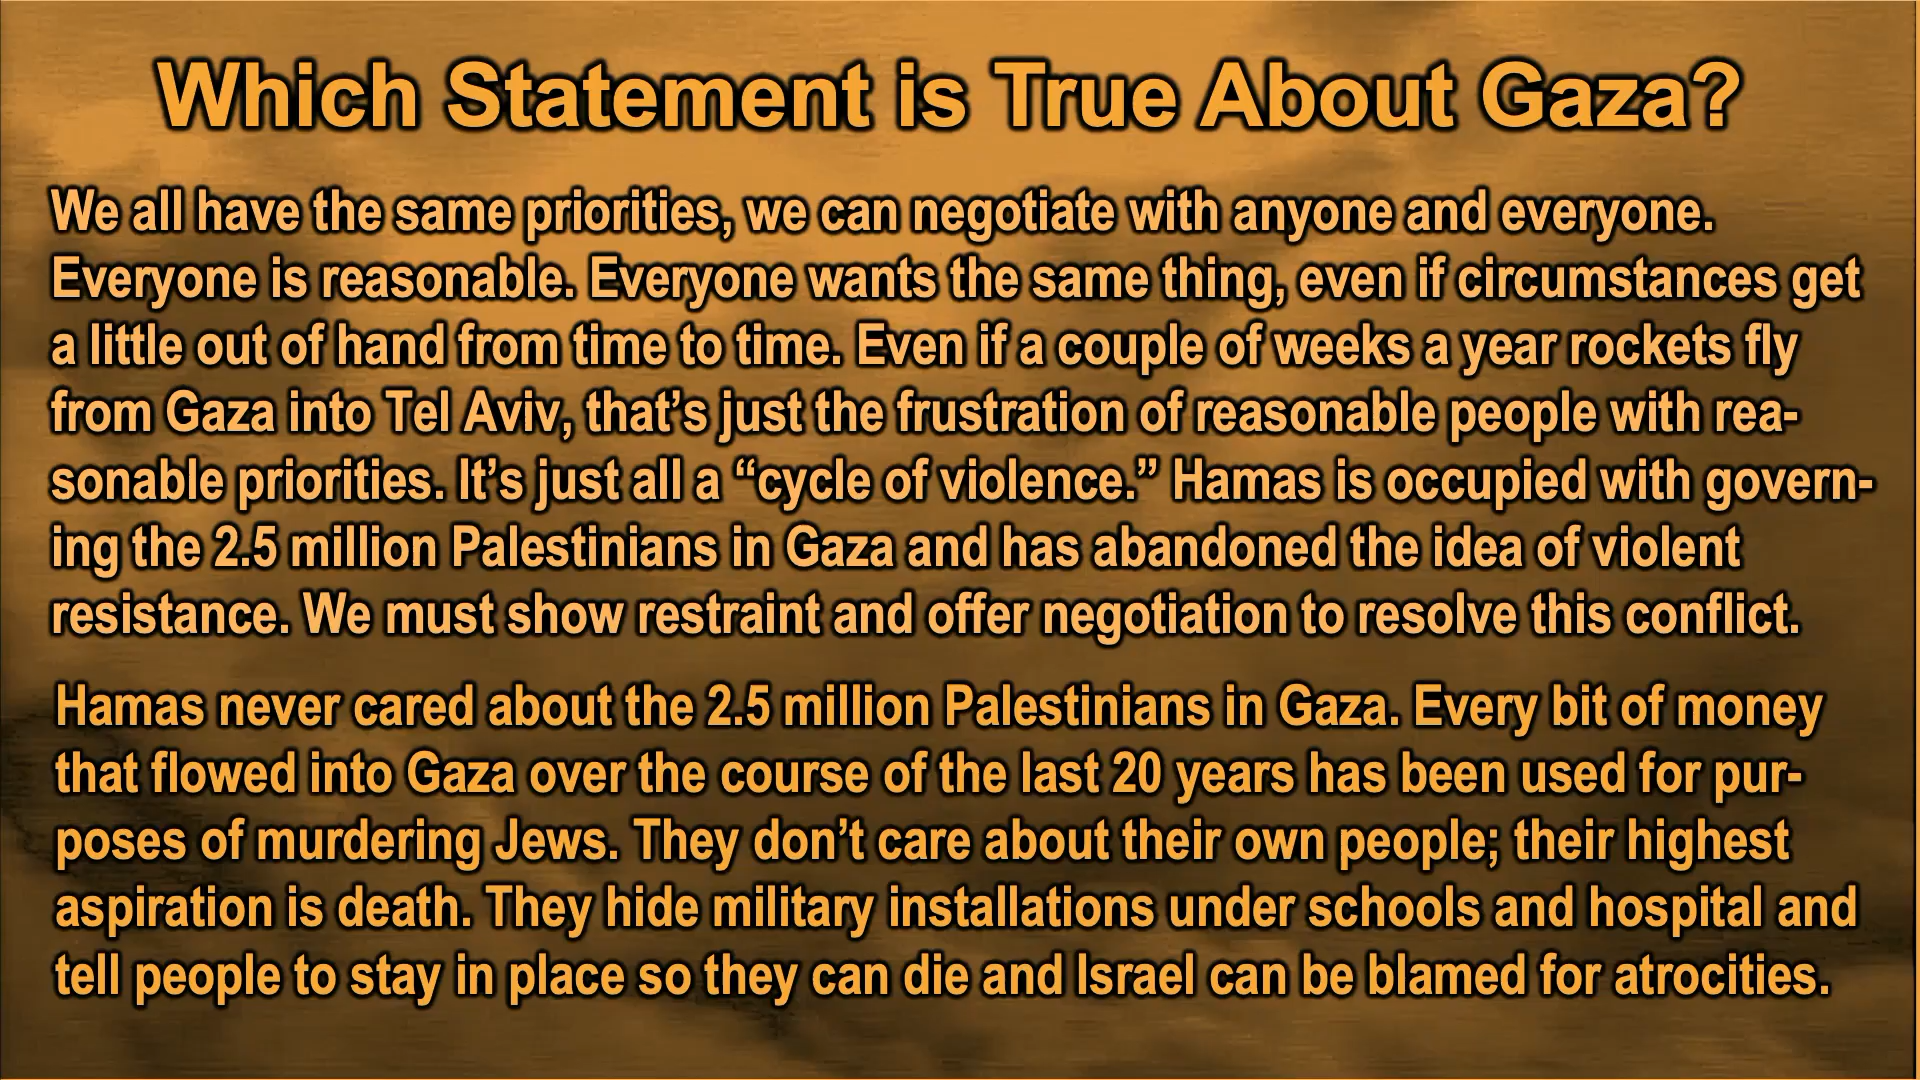 Which Statement is True About Gaza?
We all have the same priorities, we can negotiate with anyone and everyone.
Everyone is reasonable. Everyone wants the same thing, even if circumstances get
a little out of hand from time to time. Even if a couple of weeks a year rockets fly
from Gaza into Tel Aviv, that’s just the frustration of reasonable people with rea-
sonable priorities. It’s just all a “cycle of violence.” Hamas is occupied with govern-
ing the 2.5 million Palestinians in Gaza and has abandoned the idea of violent
resistance. We must show restraint and offer negotiation to resolve this conflict.
Hamas never cared about the 2.5 million Palestinians in Gaza. Every bit of money
that flowed into Gaza over the course of the last 20 years has been used for pur-
poses of murdering Jews. They don’t care about their own people; their highest
aspiration is death. They hide military installations under schools and hospital and
tell people to stay in place so they can die and Israel can be blamed for atrocities.